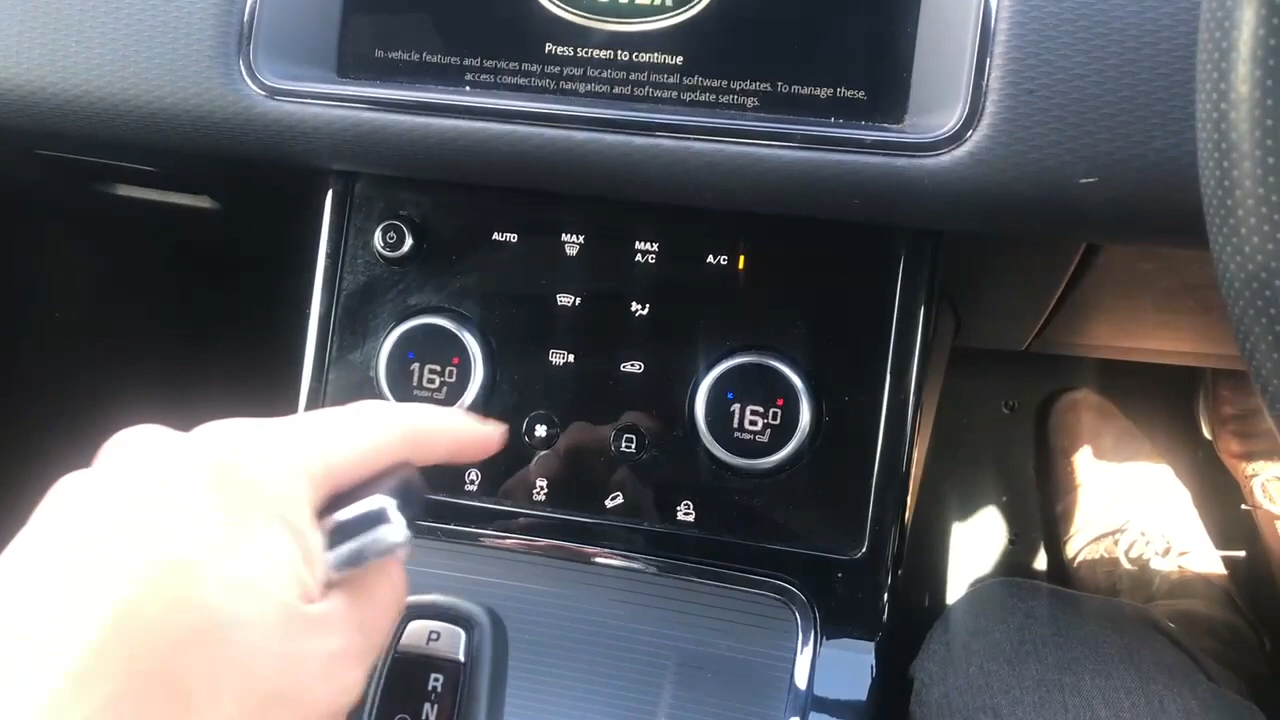 Press screen to continue
In-vehicle features and services may use your location and install software updates. To manage these,
access connectivity, navigation and software update settings.
AUTO
MAX
MAX
A/C
A/C
F
R
16.0
PUSH
16.0
PUSH
A
OFF
OFF
P
R
N